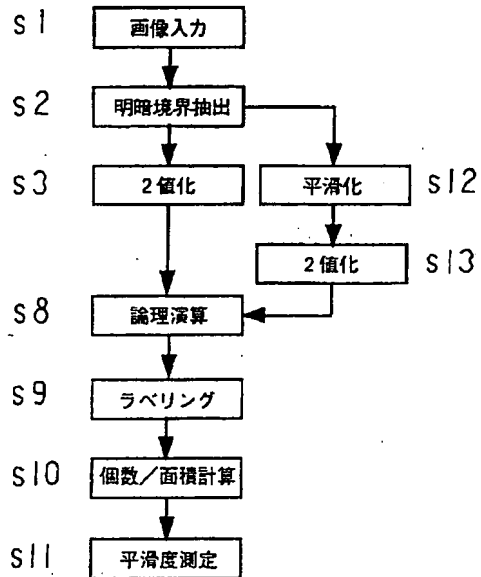 S1 画像入力
S2 明暗境界抽出
S3 2値化 平滑化 S12
2値化 S13
S8 論理演算
S9 ラベリング
S10 個数/面積計算
S11 平滑度測定